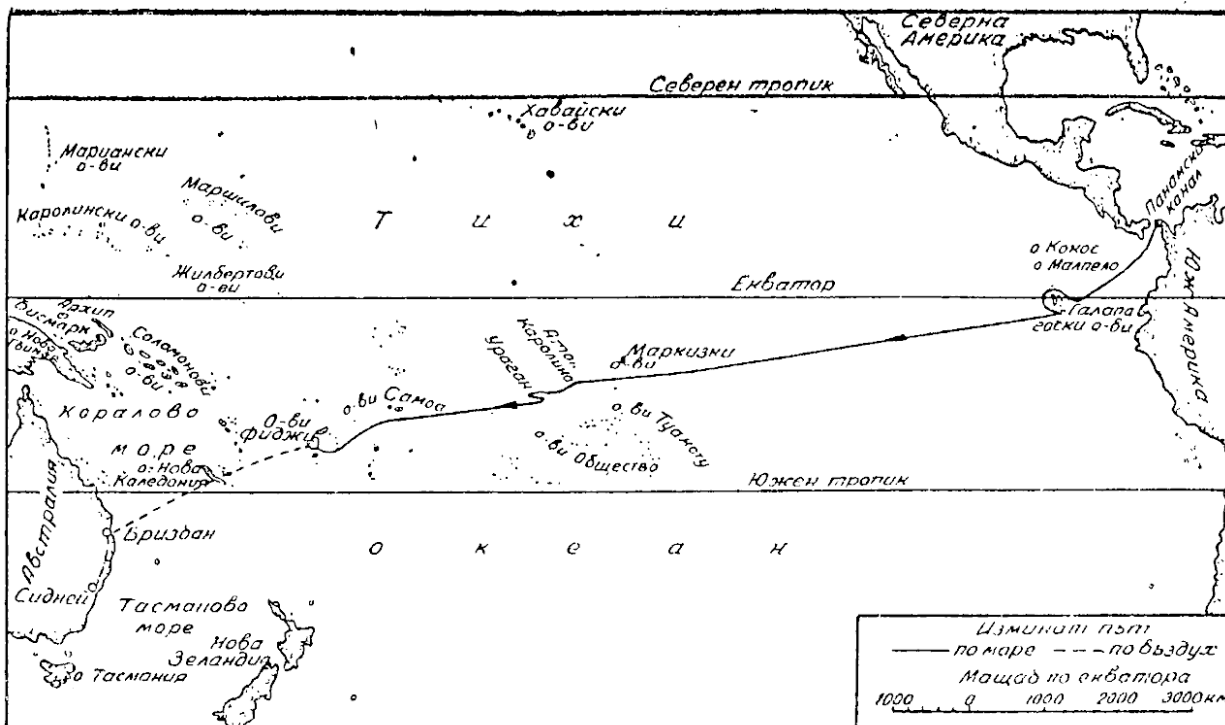 Северна
Америка
Северен тропик
Хавайски
о-ви
Мариански
о-ви
Маршилови
о-ви
Каролински о-ви
Т и х и
Панамски
канал
о Кокос
о Малпело
Жилбертови
о-ви
Екватор
Галапа
госки о-ви
Юж. Америка
Архип
Бисмарк
о Нова
Гвинея
Соломонови
о-ви
Атол
Каролина
Ураган
Маркизки
о-ви
о-ви Самоа
о-ви Туамоту
о-ви Общество
О-ви
Фиджи
Коралово
море
о. Нова
Каледония
Южен тропик
Австралия
Бризбан
о к е а н
Сидней
Тасманово
море
Нова
Зеландия
о Тасмания
Изминат път
по море по въздух
Мащаб по екватора
1000 0 1000 2000 3000км